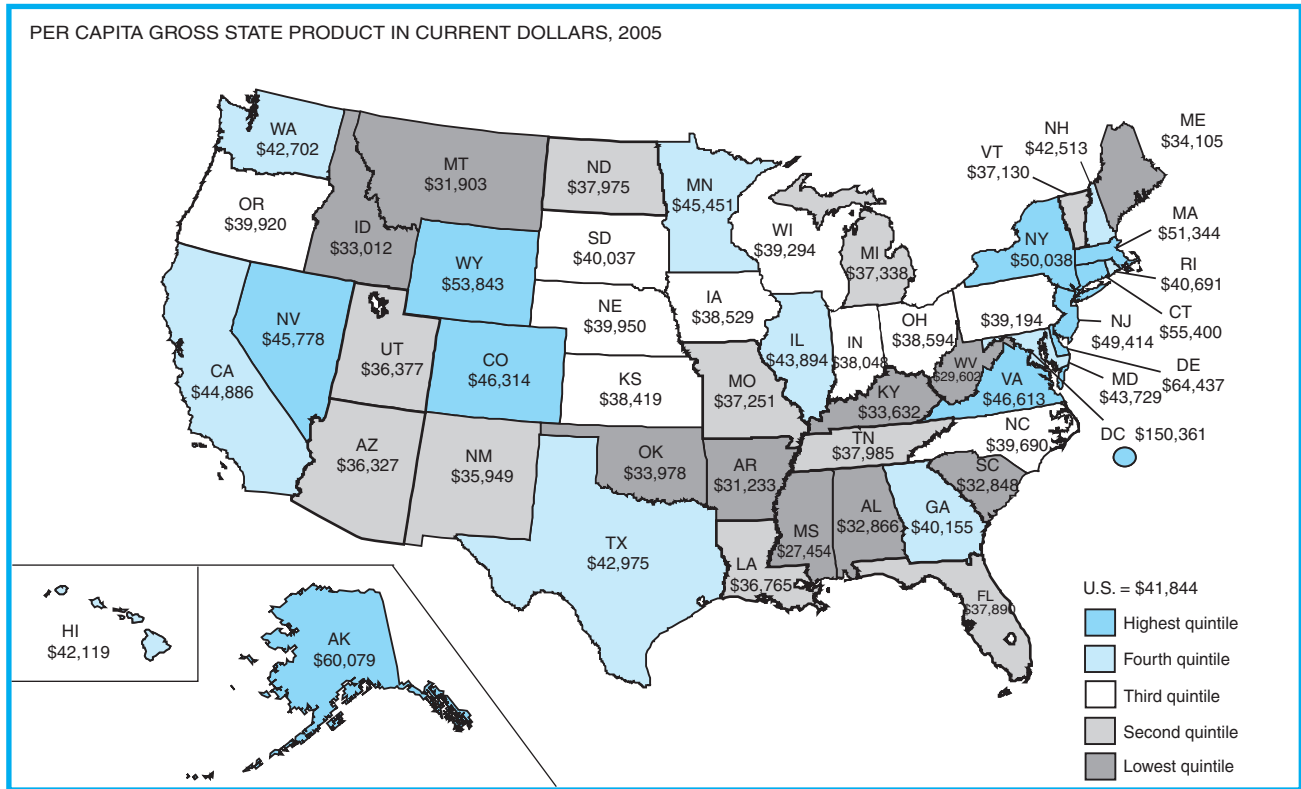 PER CAPITA GROSS STATE PRODUCT IN CURRENT DOLLARS, 2005
WA
$42,702
MT
$31,903
ND
$37,975
MN
$45,451
VT
$37,130
NH
$42,513
ME
$34,105
OR
$39,920
ID
$33,012
WY
$53,843
SD
$40,037
WI
$39,294
MI
$37,338
NY
$50,038
MA
$51,344
RI
$40,691
CT
$55,400
NJ
$49,414
DE
$64,437
MD
$43,729
DC $150,361
NV
$45,778
UT
$36,377
CO
$46,314
NE
$39,950
IA
$38,529
IL
$43,894
IN
$38,048
OH
$38,594
$39,194
WV
$29,602
VA
$46,613
CA
$44,886
KS
$38,419
MO
$37,251
KY
$33,632
NC
$39,690
TN
$37,985
SC
$32,848
AZ
$36,327
NM
$35,949
OK
$33,978
AR
$31,233
MS
$27,454
AL
$32,866
GA
$40,155
TX
$42,975
LA
$36,765
FL
$37,890
HI
$42,119
AK
$60,079
U.S. = $41,844
Highest quintile
Fourth quintile
Third quintile
Second quintile
Lowest quintile